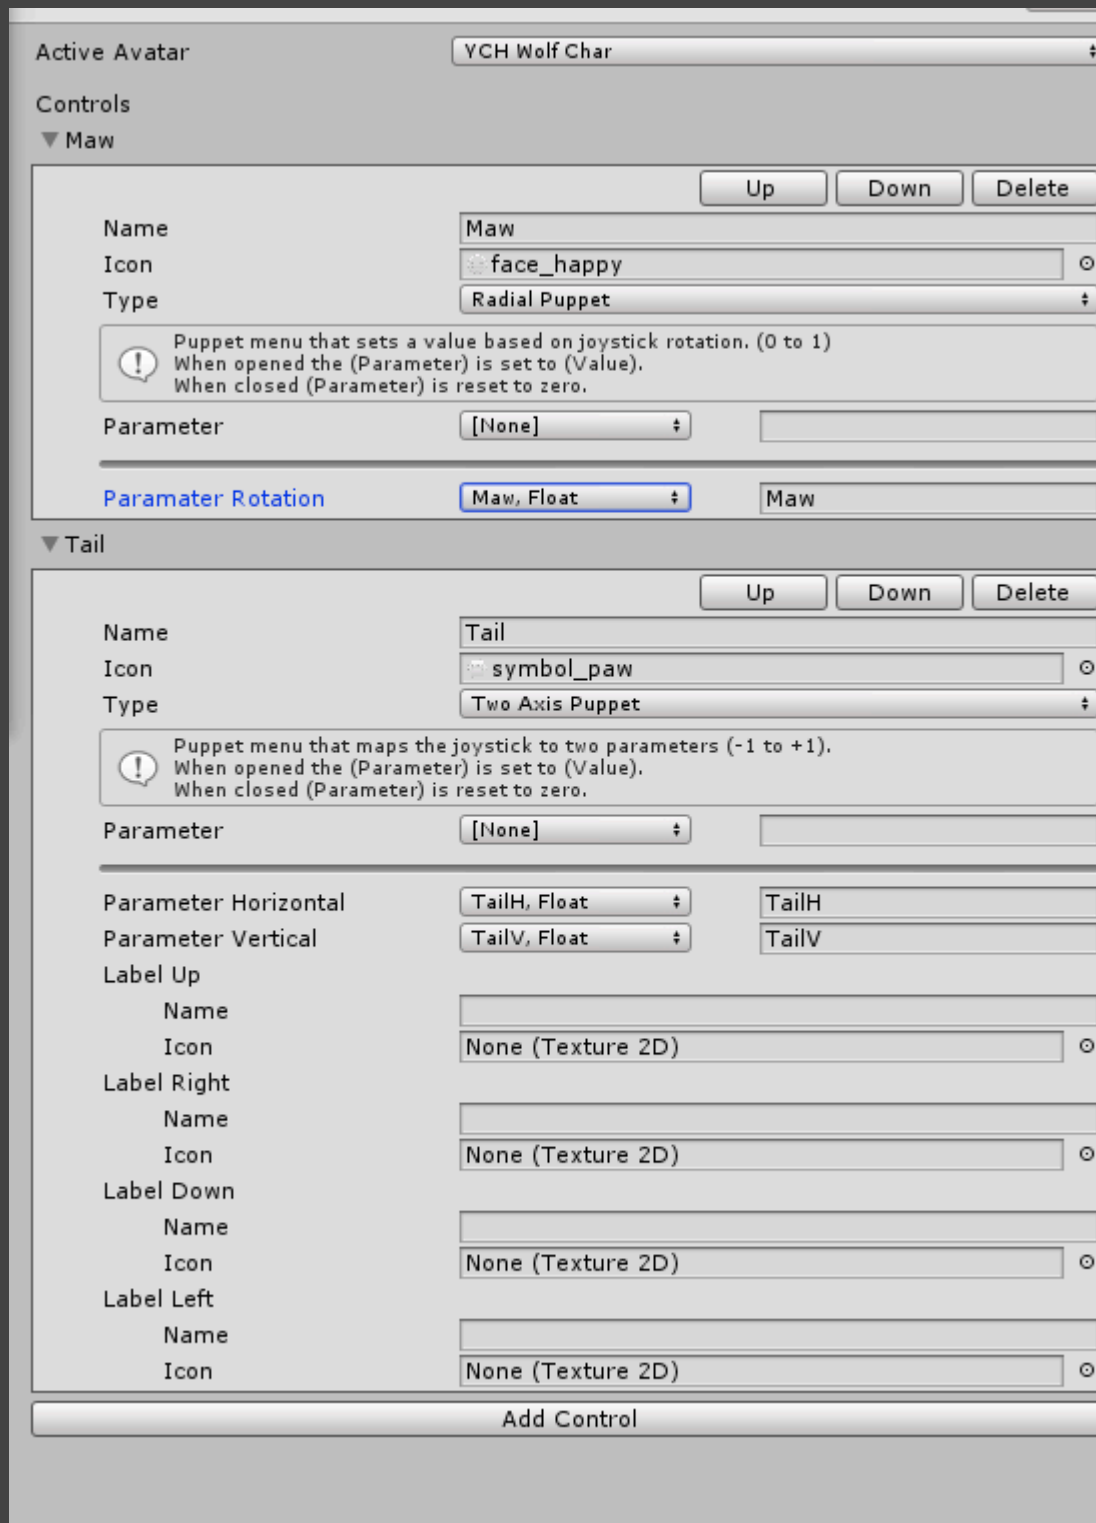 Active Avatar YCH Wolf Char
Controls
Maw
Up Down Delete
Name Maw
Icon face_happy
Type Radial Puppet
Puppet menu that sets a value based on joystick rotation. (0 to 1)
When opened the (Parameter) is set to (Value).
When closed (Parameter) is reset to zero.
Parameter [None]
Paramater Rotation Maw, Float Maw
Tail
Up Down Delete
Name Tail
Icon symbol_paw
Type Two Axis Puppet
Puppet menu that maps the joystick to two parameters (-1 to +1).
When opened the (Parameter) is set to (Value).
When closed (Parameter) is reset to zero.
Parameter [None]
Parameter Horizontal TailH, Float TailH
Parameter Vertical TailV, Float TailV
Label Up
Name
Icon None (Texture 2D)
Label Right
Name
Icon None (Texture 2D)
Label Down
Name
Icon None (Texture 2D)
Label Left
Name
Icon None (Texture 2D)
Add Control